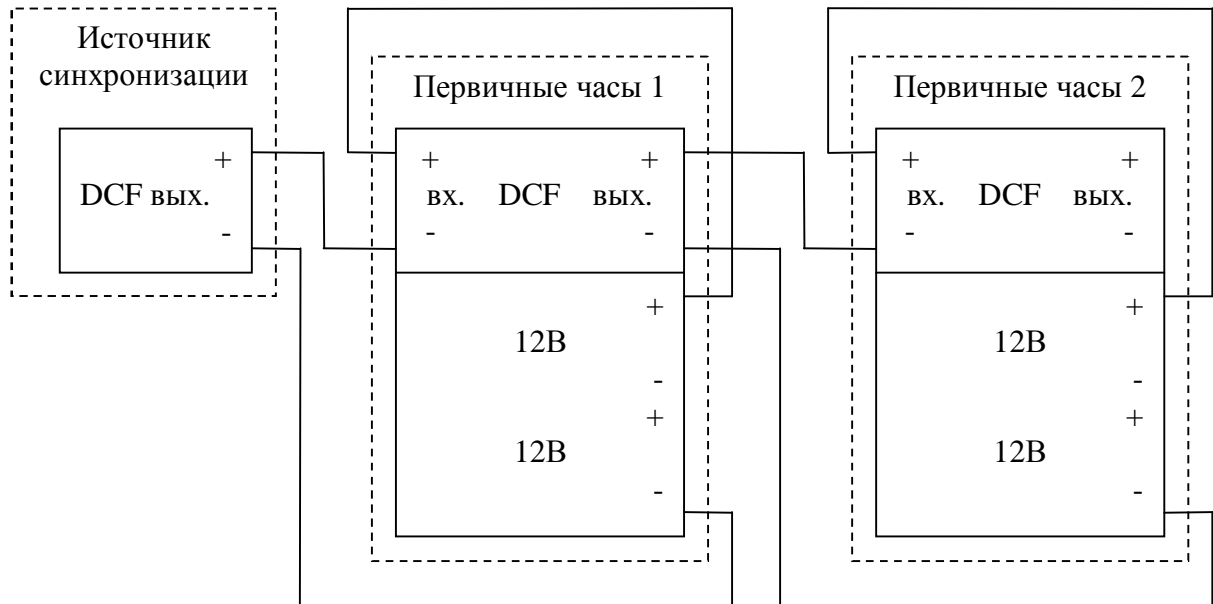 Источник
синхронизации
+
DCF вых.
-
Первичные часы 1
+ +
вх. DCF вых.
- -
+
12В
-
+
12В
-
Первичные часы 2
+ +
вх. DCF вых.
- -
+
12В
-
+
12В
-